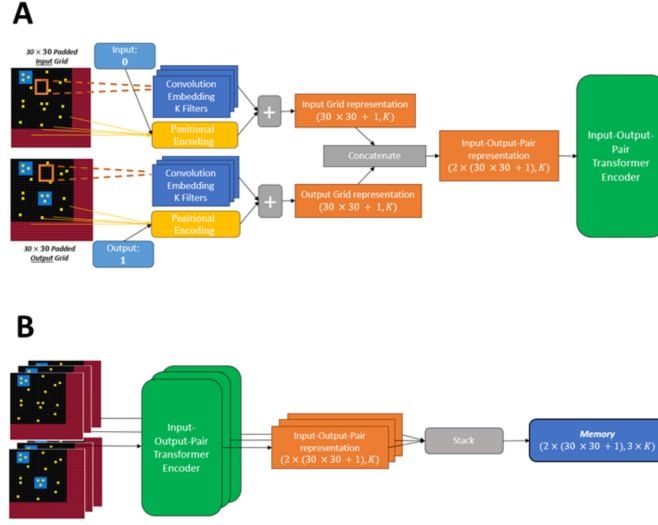 A
30 × 30 Padded
Input Grid
Input:
0
Convolution
Embedding
K Filters
Positional
Encoding
+
Input Grid representation
(30 × 30 + 1, K)
Concatenate
Input-Output-Pair
representation
(2 × (30 × 30 + 1), K)
Input-Output-
Pair
Transformer
Encoder
Convolution
Embedding
K Filters
Positional
Encoding
+
Output Grid representation
(30 × 30 + 1, K)
30 × 30 Padded
Output Grid
Output:
1
B
Input-
Output-Pair
Transformer
Encoder
Input-Output-Pair
representation
(2 × (30 × 30 + 1), K)
Stack
Memory
(2 × (30 × 30 + 1), 3 × K)